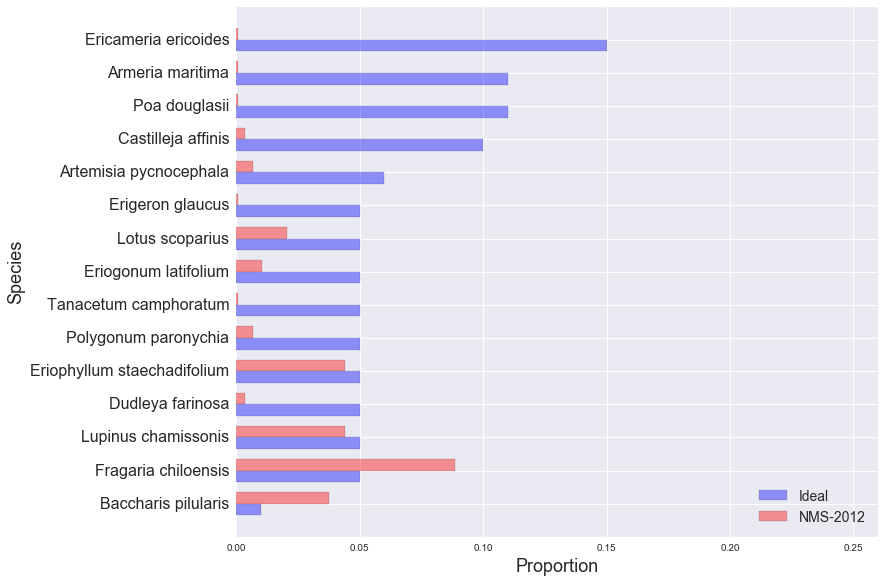 Ericameria ericoides
Armeria maritima
Poa douglasii
Castilleja affinis
Artemisia pycnocephala
Erigeron glaucus
Lotus scoparius
Eriogonum latifolium
Tanacetum camphoratum
Polygonum paronychia
Eriophyllum staechadifolium
Dudleya farinosa
Lupinus chamissonis
Fragaria chiloensis
Baccharis pilularis
Species
Ideal
NMS-2012
0.00 0.05 0.10 0.15 0.20 0.25
Proportion